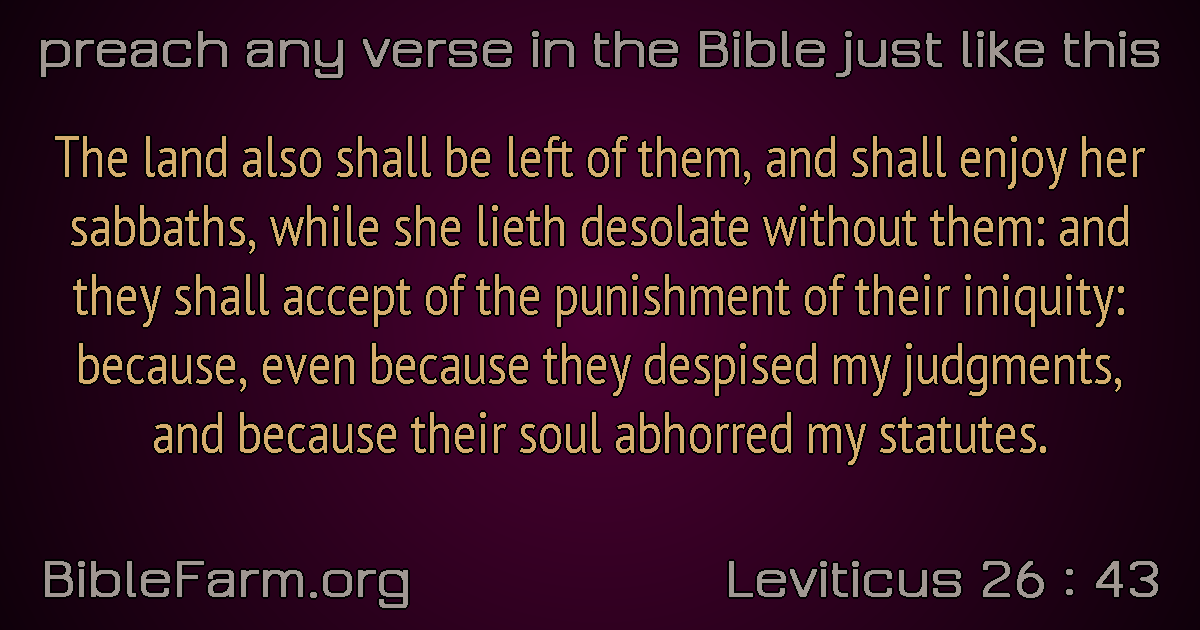 preach any verse in the Bible just like this
The land also shall be left of them, and shall enjoy her
sabbaths, while she lieth desolate without them: and
they shall accept of the punishment of their iniquity:
because, even because they despised my judgments,
and because their soul abhorred my statutes.
BibleFarm.org
Leviticus 26 : 43